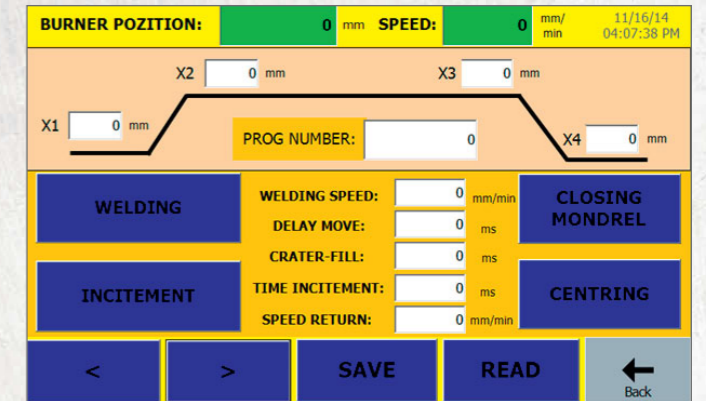 BURNER POZITION: 0 mm SPEED: 0 mm/min 11/16/14 04:07:38 PM
X2 0 mm X3 0 mm
X1 0 mm PROG NUMBER: 0 X4 0 mm
WELDING
INCITEMENT
WELDING SPEED: 0 mm/min
DELAY MOVE: 0 ms
CRATER-FILL: 0 ms
TIME INCITEMENT: 0 ms
SPEED RETURN: 0 mm/min
CLOSING
MONDREL
CENTRING
< > SAVE READ Back